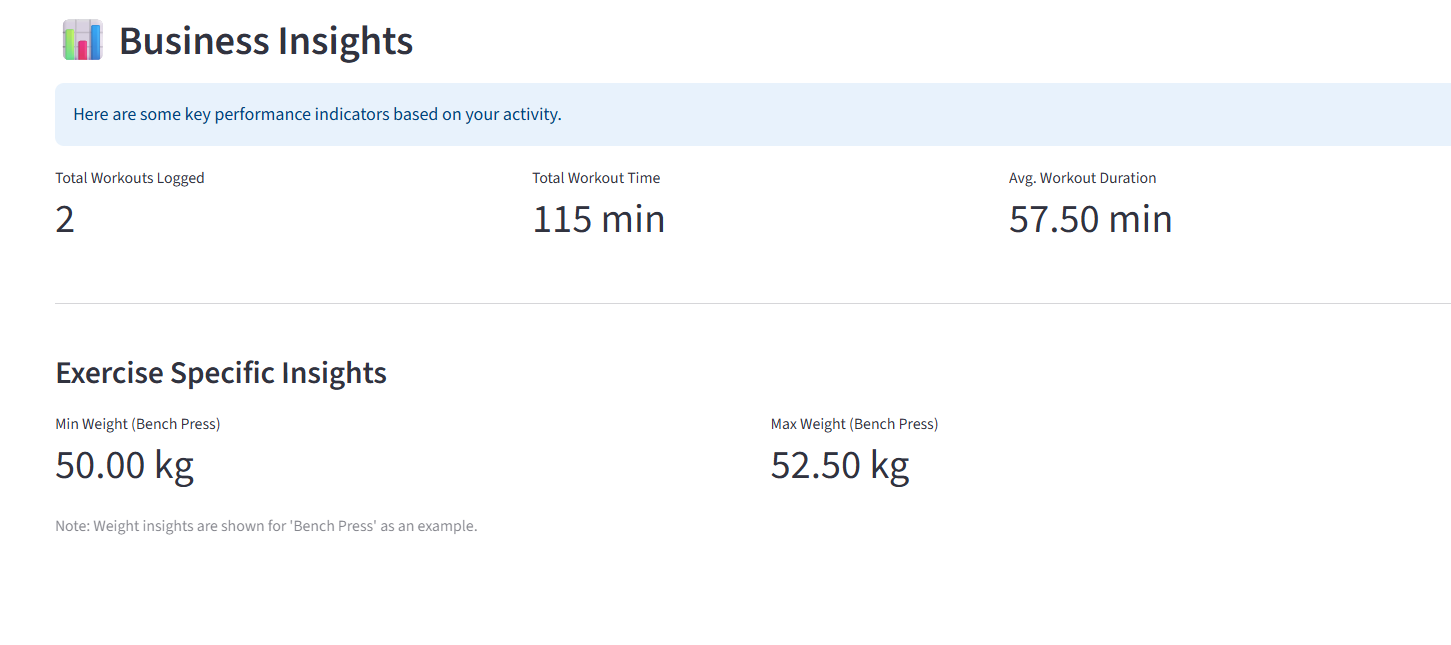 Business Insights
Here are some key performance indicators based on your activity.
Total Workouts Logged
Total Workout Time
Avg. Workout Duration
2
115 min
57.50 min
Exercise Specific Insights
Min Weight (Bench Press)
Max Weight (Bench Press)
50.00 kg
52.50 kg
Note: Weight insights are shown for 'Bench Press' as an example.